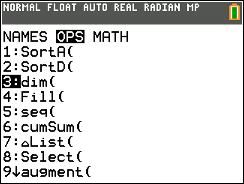 NORMAL FLOAT AUTO REAL RADIAN MP
NAMES OPS MATH
1:SortA(
2:SortD(
3:dim(
4:Fill(
5:seq(
6:cumSum(
7:ΔList(
8:Select(
9↓augment(